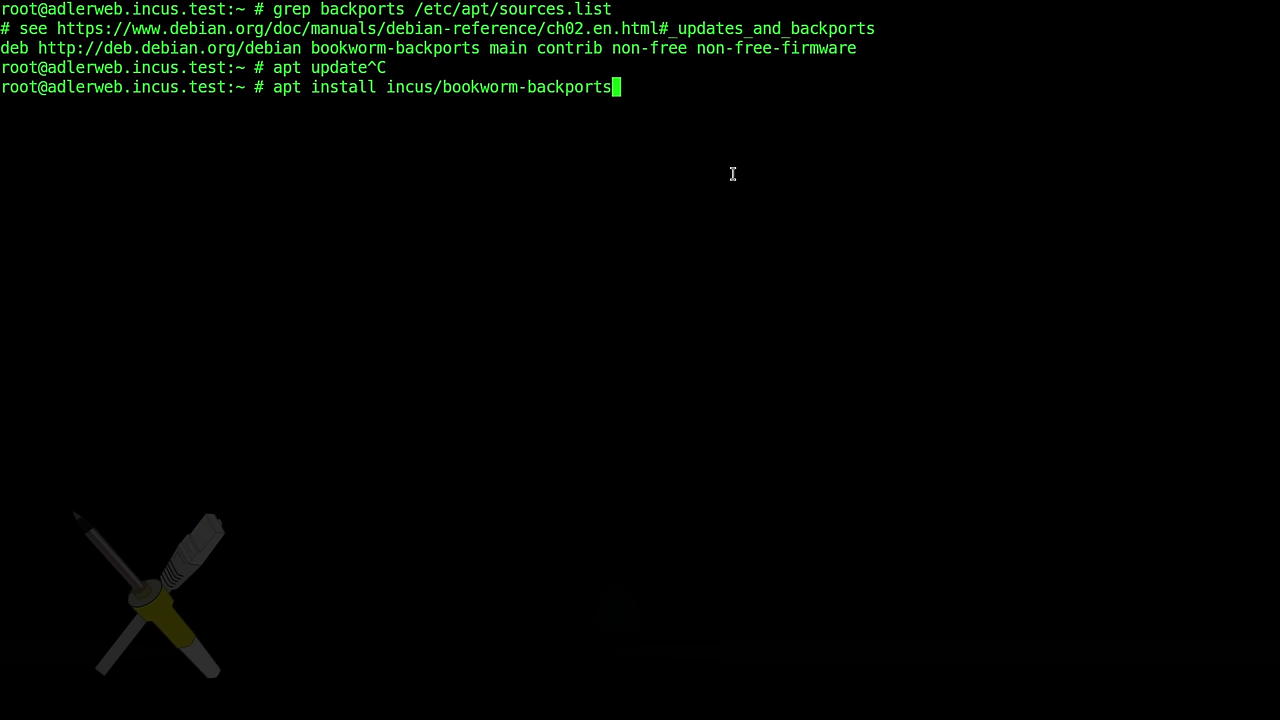 root@adlerweb.incus.test:~ # grep backports /etc/apt/sources.list
# see https://www.debian.org/doc/manuals/debian-reference/ch02.en.html#_updates_and_backports
deb http://deb.debian.org/debian bookworm-backports main contrib non-free non-free-firmware
root@adlerweb.incus.test:~ # apt update^C
root@adlerweb.incus.test:~ # apt install incus/bookworm-backports